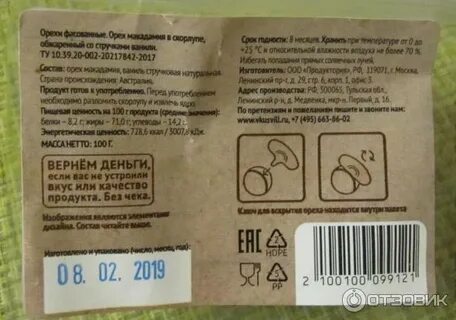 Орехи фасованные. Орех макадамия в скорлупе,
обжаренный со стручками ванили.
ТУ 10.39.20-002-20217842-2017
Состав: орех макадамия, ваниль стручковая натуральная.
Страна происхождения: Австралия.
Продукт готов к употреблению. Перед употреблением
необходимо разломить скорлупу и извлечь ядро.
Пищевая ценность на 100 г продукта (средние значения):
белки – 8,2 г; жиры – 71,0 г; углеводы – 14,2 г.
Энергетическая ценность: 728,6 ккал / 3007,8 кДж.
МАССА НЕТТО: 100 Г.
ВЕРНЁМ ДЕНЬГИ,
если вас не устроили
вкус или качество
продукта. Без чека.
Изображения являются элементами
дизайна. Состав читайте выше.
Изготовлено и упаковано (число, месяц, год):
08. 02. 2019
Срок годности: 8 месяцев. Хранить при температуре от 0 до
+25 °С и относительной влажности воздуха не более 70 %.
Избегать попадания прямых солнечных лучей.
Изготовитель: ООО «Продуктория», РФ, 119071, г. Москва,
Ленинский пр-т, д. 29, стр. 6, корп. 1, офис 1.
Адрес производства: РФ, 300065, Тульская обл.,
Ленинский р-н, д. Медвенка, мкр-н. Первый, д. 16.
По претензиям и пожеланиям пишите и звоните:
www.vkusvill.ru, +7 (495) 663-86-02
Ключ для вскрытия ореха находится внутри пакета
EAC
2
HDPE
5
PP
2 100100 099121
ОТЗОВИК